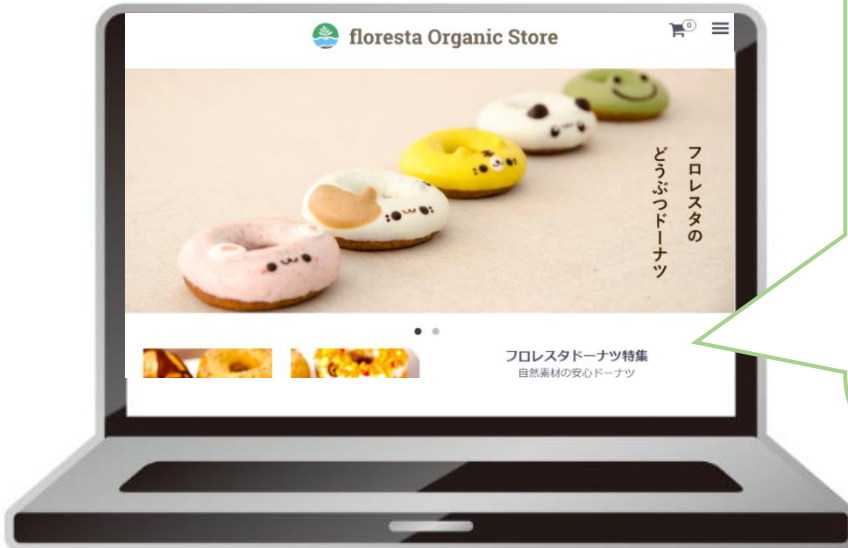 floresta Organic Store
0
フロレスタの
どうぶつドーナツ
フロレスタドーナツ特集
自然素材の安心ドーナツ